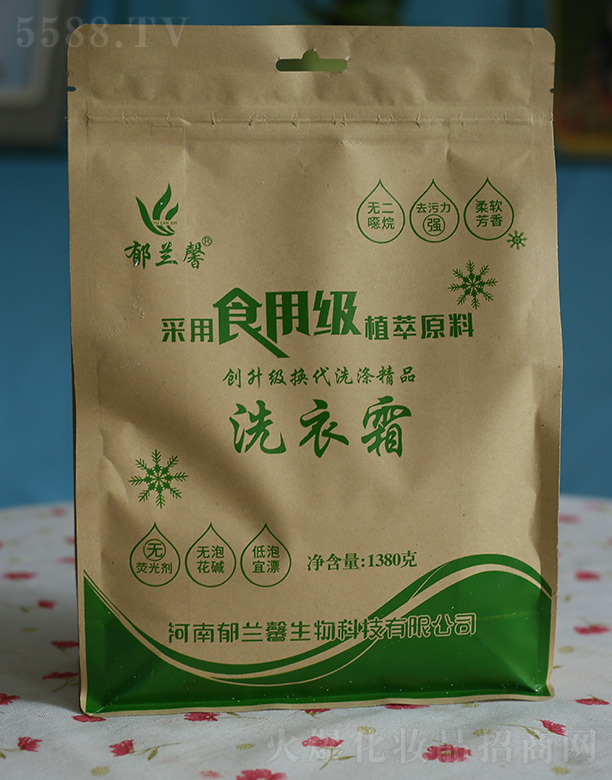 5588.TV
YU LAN XIN
郁兰馨®
无二
噁烷
去污力
强
柔软
芳香
采用食用级植萃原料
创升级换代洗涤精品
洗衣霜
无
荧光剂
无泡
花碱
低泡
宜漂
净含量:1380克
河南郁兰馨生物科技有限公司
火爆化妆品招商网